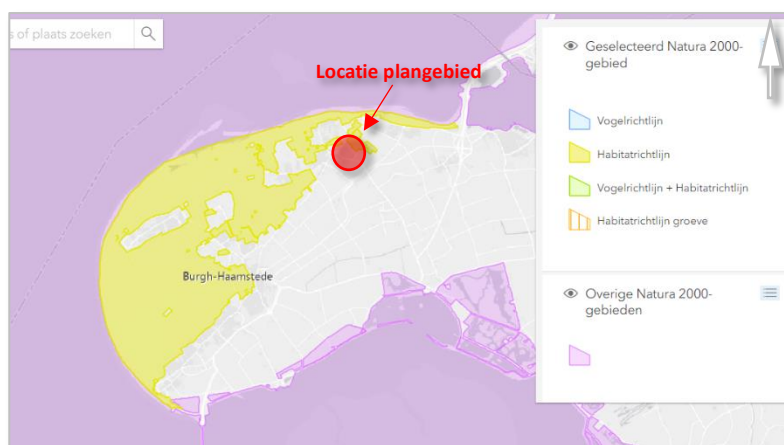 s of plaats zoeken
Locatie plangebied
Burgh-Haamstede
Geselecteerd Natura 2000-
gebied
Vogelrichtlijn
Habitatrichtlijn
Vogelrichtlijn + Habitatrichtlijn
Habitatrichtlijn groeve
Overige Natura 2000-
gebieden